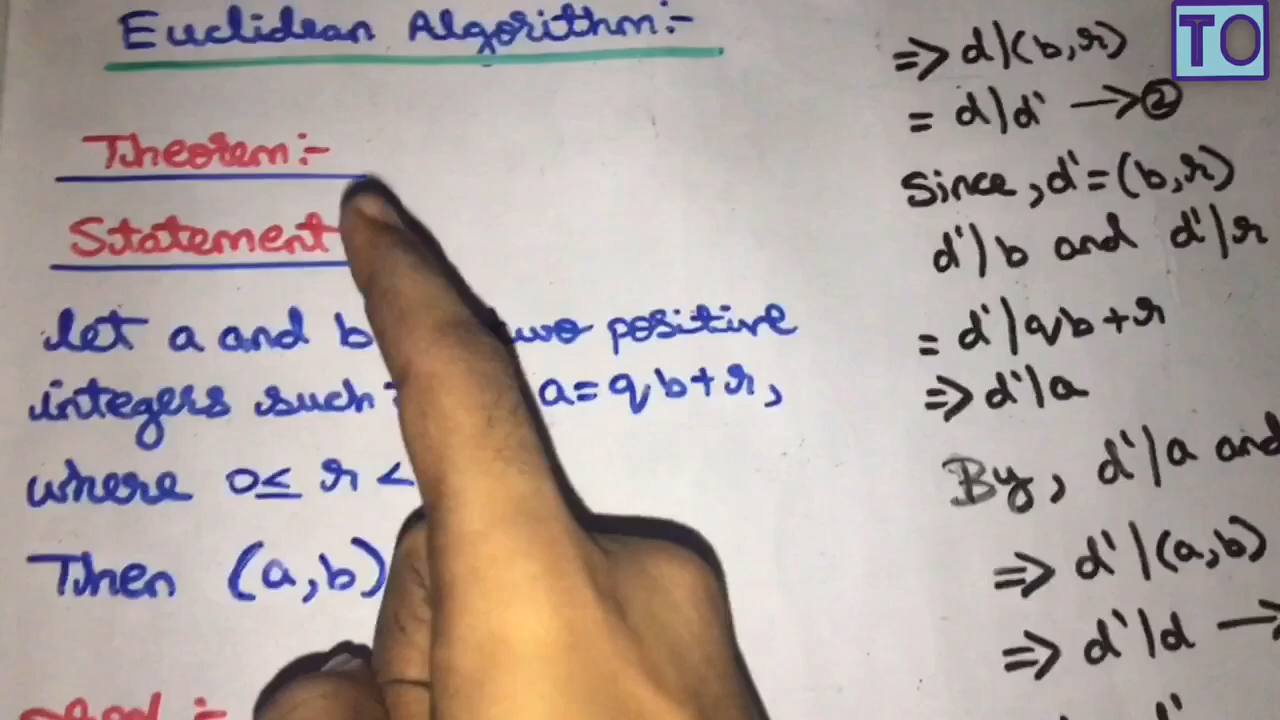 Euclidean Algorithm:-
Theorem:-
Statement
let a and b two positive
integers such a=qb+r,
where 0≤ r <
Then (a,b)
=> d|(b,r)
= d|d' →②
Since, d'=(b,r)
d'|b and d'|r
= d'|qb+r
=> d'|a
By, d'|a and
=> d'|(a,b)
=> d'|d →
d'
TO